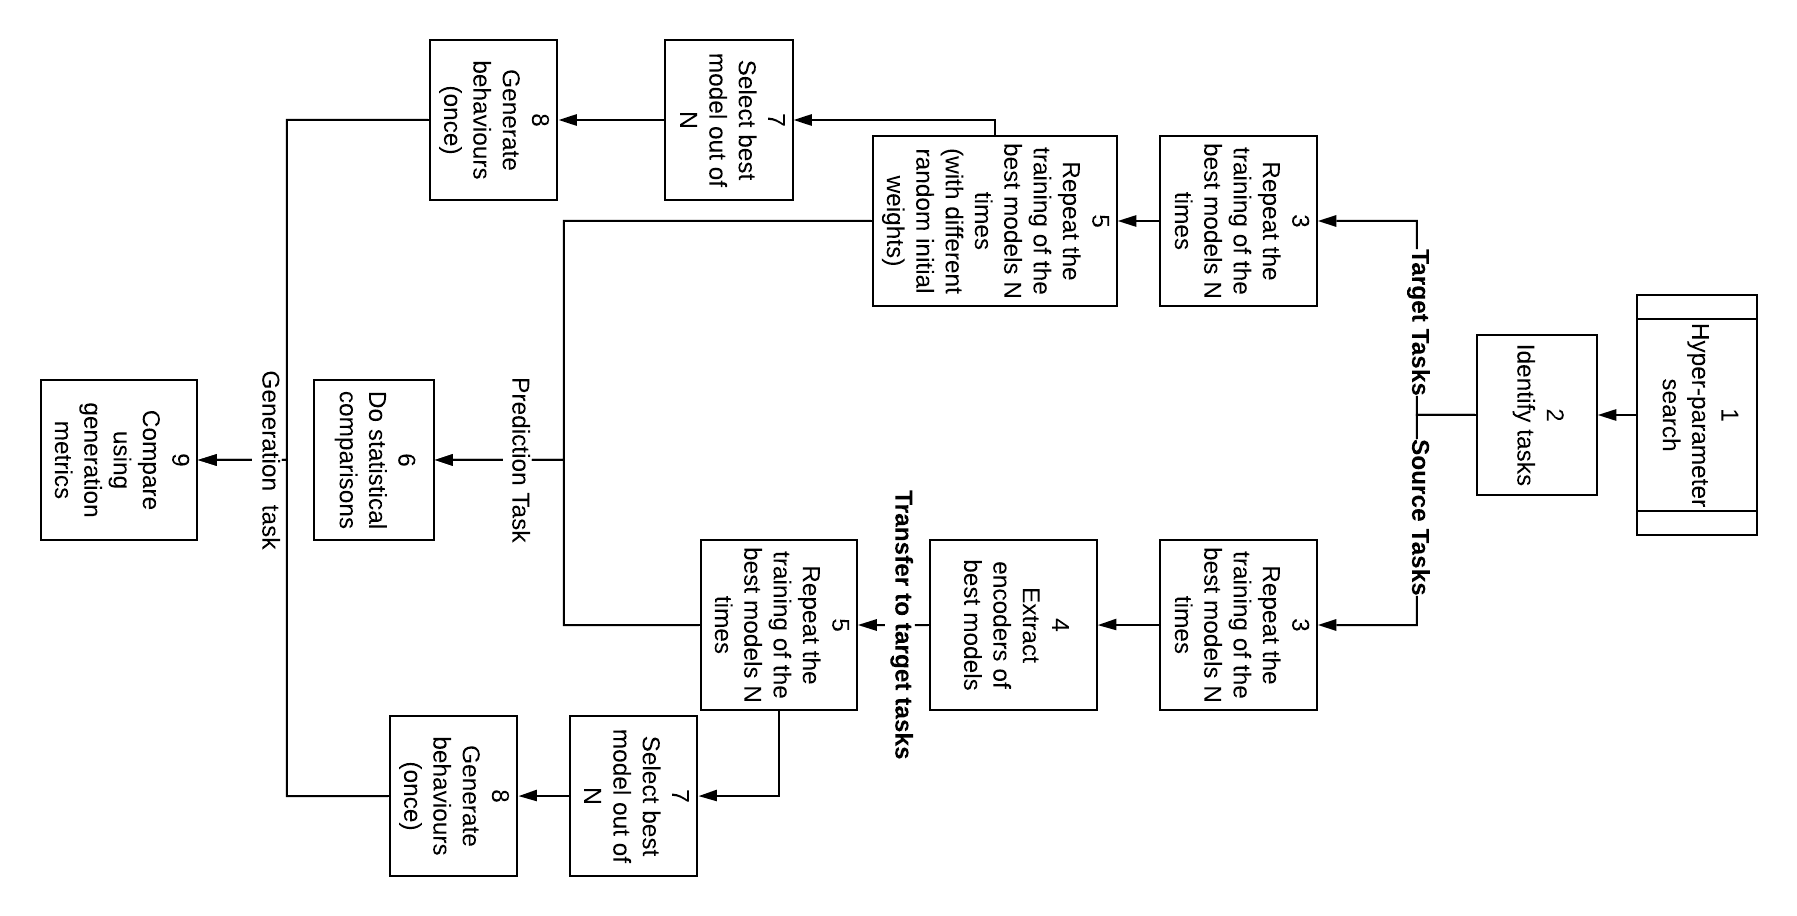 1
Hyper-parameter
search
2
Identify tasks
Target Tasks
Source Tasks
3
Repeat the
training of the
best models N
times
3
Repeat the
training of the
best models N
times
5
Repeat the
training of the
best models N
times
(with different
random initial
weights)
4
Extract
encoders of
best models
Transfer to target tasks
5
Repeat the
training of the
best models N
times
7
Select best
model out of
N
7
Select best
model out of
N
8
Generate
behaviours
(once)
8
Generate
behaviours
(once)
Prediction Task
6
Do statistical
comparisons
Generation task
9
Compare
using
generation
metrics